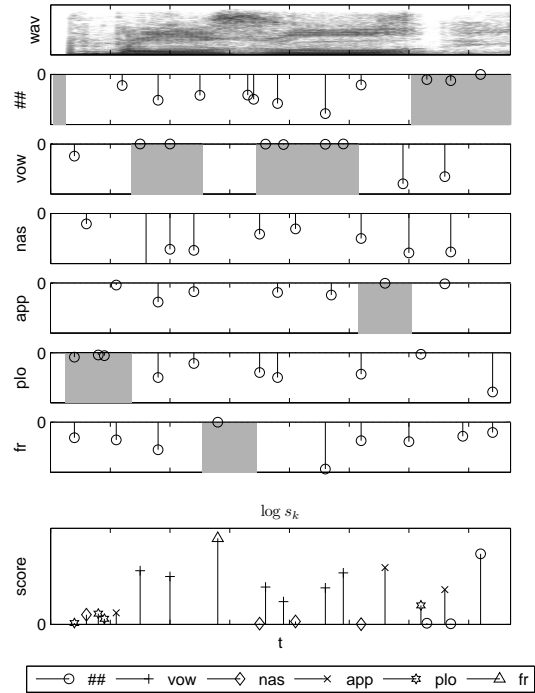 wav
0
##
0
vow
0
nas
0
app
0
plo
0
fr
log s_k
score
0
t
## vow nas app plo fr